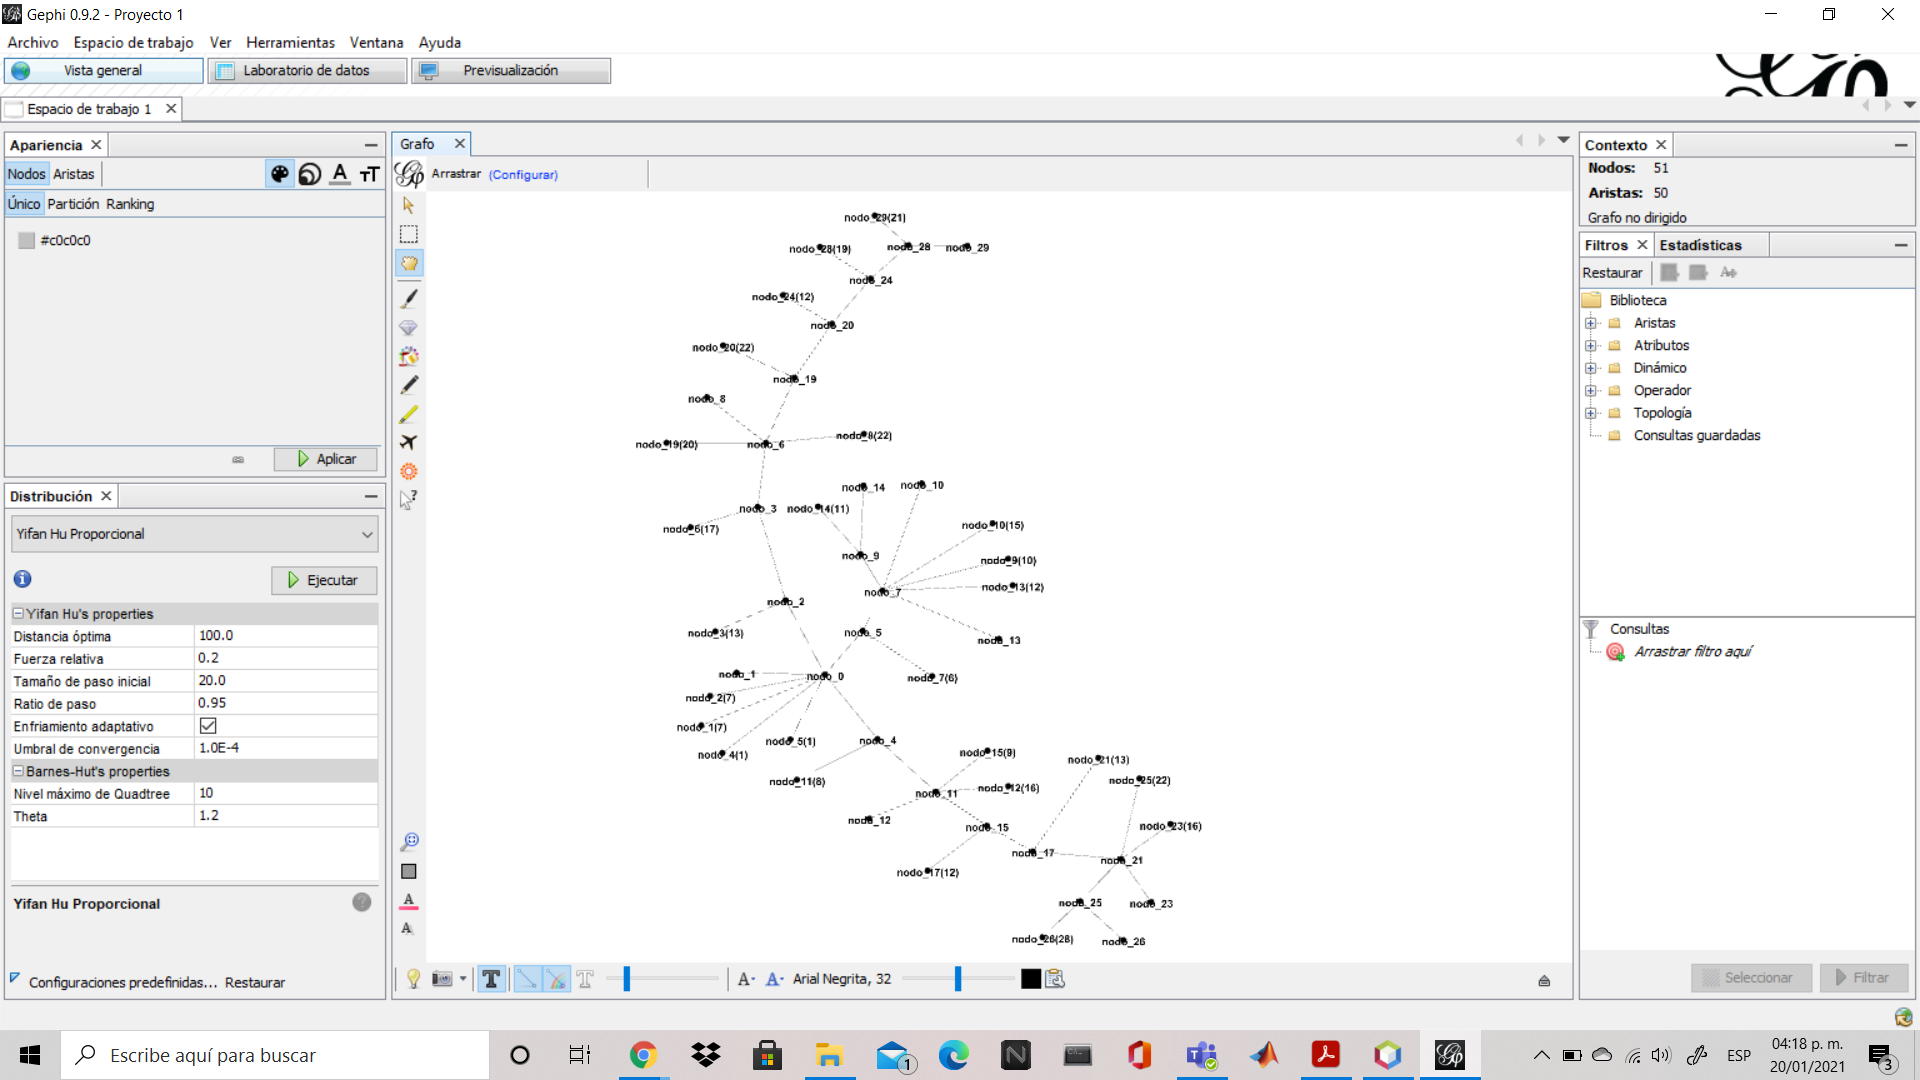 Gephi 0.9.2 - Proyecto 1
Archivo Espacio de trabajo Ver Herramientas Ventana Ayuda
Vista general Laboratorio de datos Previsualización
Espacio de trabajo 1
Apariencia
Nodos Aristas
Único Partición Ranking
#c0c0c0
Aplicar
Distribución
Yifan Hu Proporcional
Ejecutar
Yifan Hu's properties
Distancia óptima 100.0
Fuerza relativa 0.2
Tamaño de paso inicial 20.0
Ratio de paso 0.95
Enfriamiento adaptativo
Umbral de convergencia 1.0E-4
Barnes-Hut's properties
Nivel máximo de Quadtree 10
Theta 1.2
Yifan Hu Proporcional
Configuraciones predefinidas... Restaurar
Grafo
Arrastrar (Configurar)
nodo_29(21)
nodo_28 nodo_29
nodo_28(19)
nodo_24
nodo_24(12)
nodo_20
nodo_20(22)
nodo_19
nodo_8
nodo_8(22)
nodo_19(20) nodo_6
nodo_14 nodo_10
nodo_3 nodo_14(11)
nodo_6(17) nodo_10(15)
nodo_9 nodo_9(10)
nodo_7 nodo_13(12)
nodo_2
nodo_3(13) nodo_5 nodo_13
nodo_1 nodo_0 nodo_7(6)
nodo_2(7)
nodo_1(7)
nodo_5(1) nodo_4
nodo_4(1) nodo_15(9) nodo_21(13)
nodo_11(8) nodo_12(16) nodo_25(22)
nodo_11
nodo_12 nodo_15 nodo_23(16)
nodo_17 nodo_21
nodo_17(12)
nodo_25 nodo_23
nodo_26(28) nodo_26
Arial Negrita, 32
Contexto
Nodos: 51
Aristas: 50
Grafo no dirigido
Filtros Estadísticas
Restaurar
Biblioteca
Aristas
Atributos
Dinámico
Operador
Topología
Consultas guardadas
Consultas
Arrastrar filtro aquí
Seleccionar Filtrar
Escribe aquí para buscar
1
ESP
04:18 p. m.
20/01/2021
3